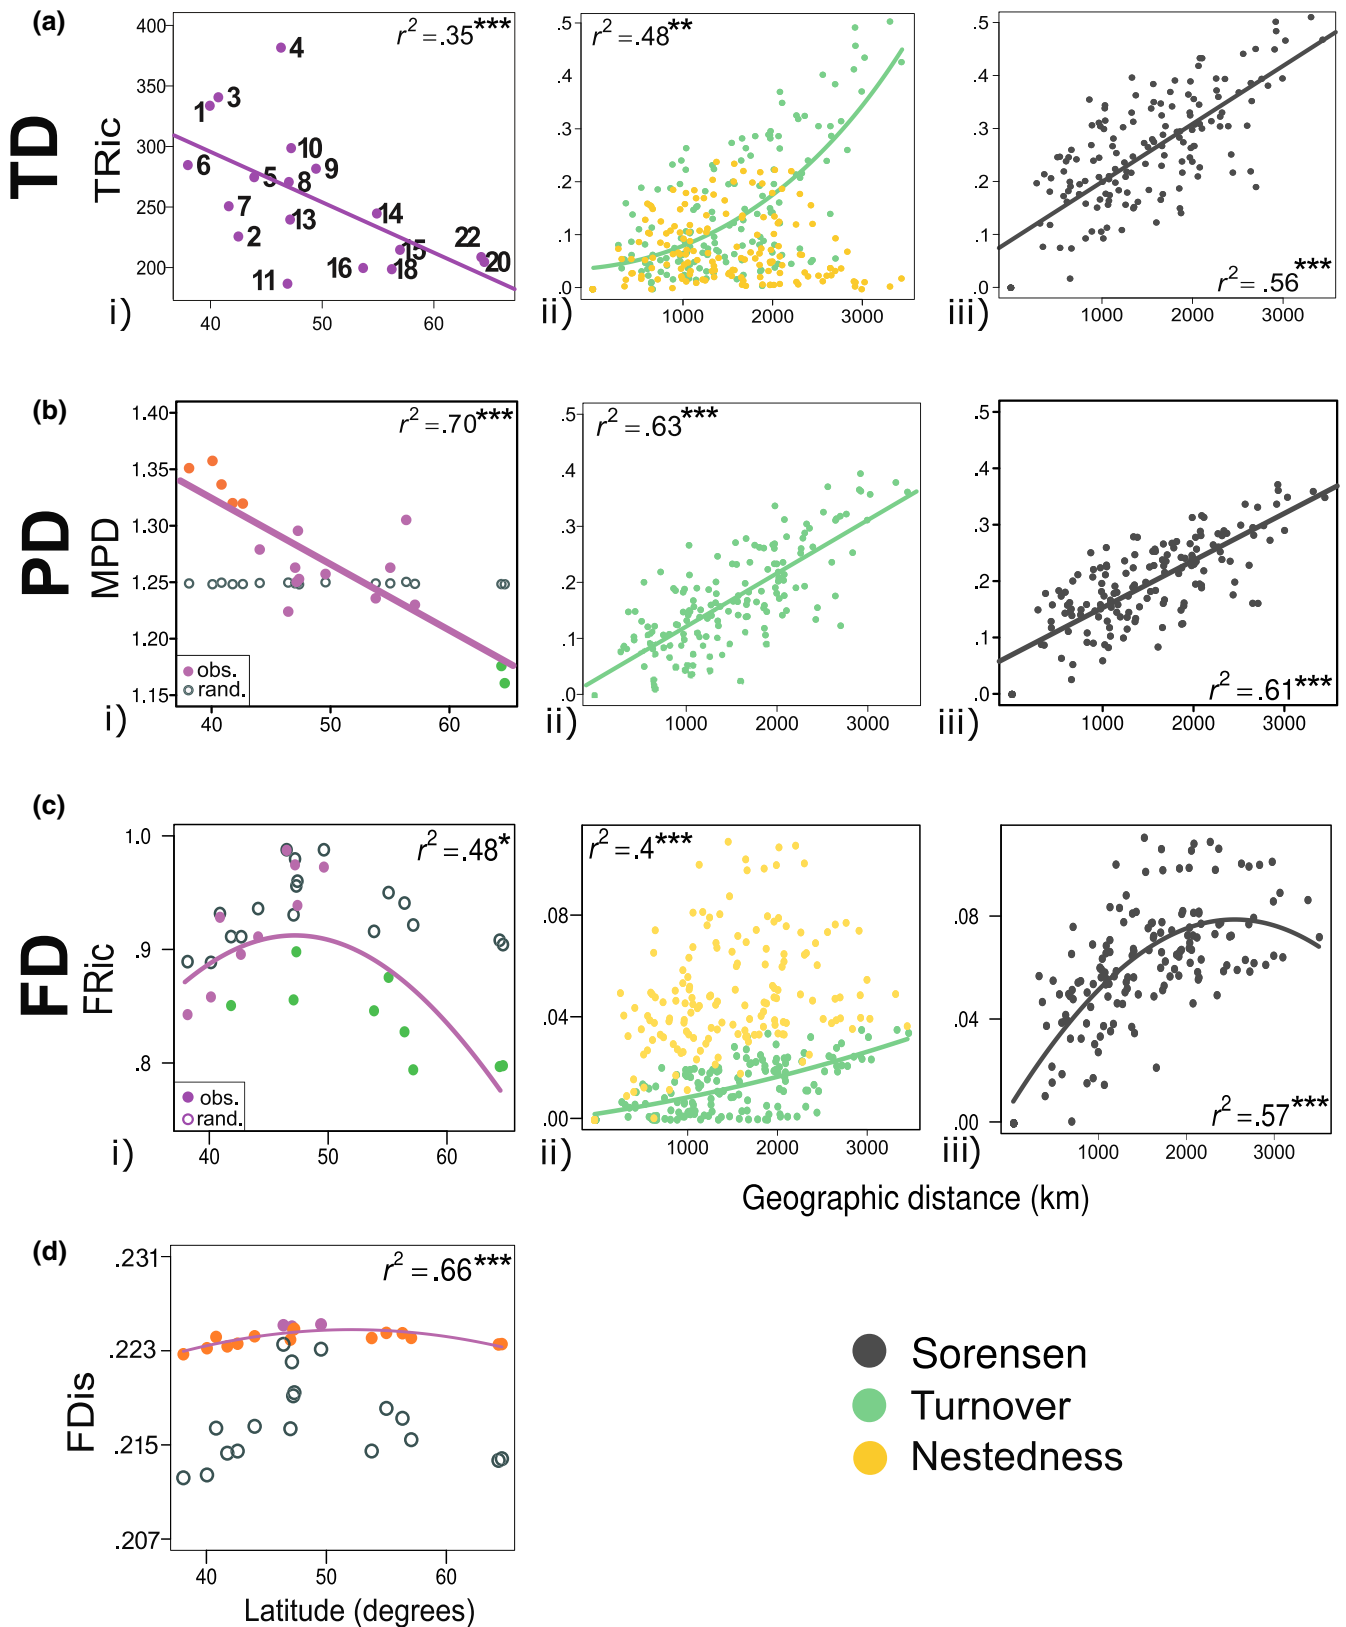 (a)
TD
TRic
400
350
300
250
200
40
50
60
i)
r² =.35***
1
3
4
6
5
10
9
8
7
2
13
14
11
16
15
18
22
20
.5
.4
.3
.2
.1
.0
1000
2000
3000
ii)
r² =.48**
.5
.4
.3
.2
.1
.0
1000
2000
3000
iii)
r² =.56***
(b)
PD
MPD
1.40
1.35
1.30
1.25
1.20
1.15
40
50
60
i)
r² =.70***
obs.
rand.
.5
.4
.3
.2
.1
.0
1000
2000
3000
ii)
r² =.63***
.5
.4
.3
.2
.1
.0
1000
2000
3000
iii)
r² =.61***
(c)
FD
FRic
1.0
.9
.8
40
50
60
i)
r² =.48*
obs.
rand.
.08
.04
.00
1000
2000
3000
ii)
r² =.4***
.08
.04
.00
1000
2000
3000
iii)
r² =.57***
Geographic distance (km)
(d)
FDis
.231
.223
.215
.207
40
50
60
r² =.66***
Latitude (degrees)
Sorensen
Turnover
Nestedness